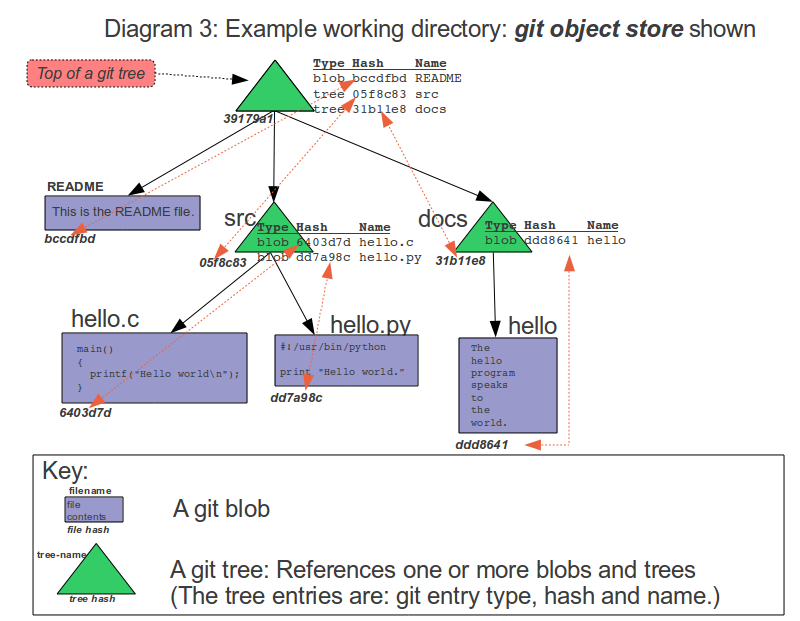 Diagram 3: Example working directory: git object store shown
Top of a git tree
Type Hash Name
blob bccdfbd README
tree 05f8c83 src
tree 31b11e8 docs
39179a1
README
This is the README file.
bccdfbd
src
Type Hash Name
blob 6403d7d hello.c
blob dd7a98c hello.py
05f8c83
docs
Type Hash Name
blob ddd8641 hello
31b11e8
hello.c
main()
{
printf("Hello world\n");
}
6403d7d
hello.py
#!/usr/bin/python
print "Hello world."
dd7a98c
hello
The
hello
program
speaks
to
the
world.
ddd8641
Key:
filename
file
contents
file hash
A git blob
tree-name
tree hash
A git tree: References one or more blobs and trees
(The tree entries are: git entry type, hash and name.)